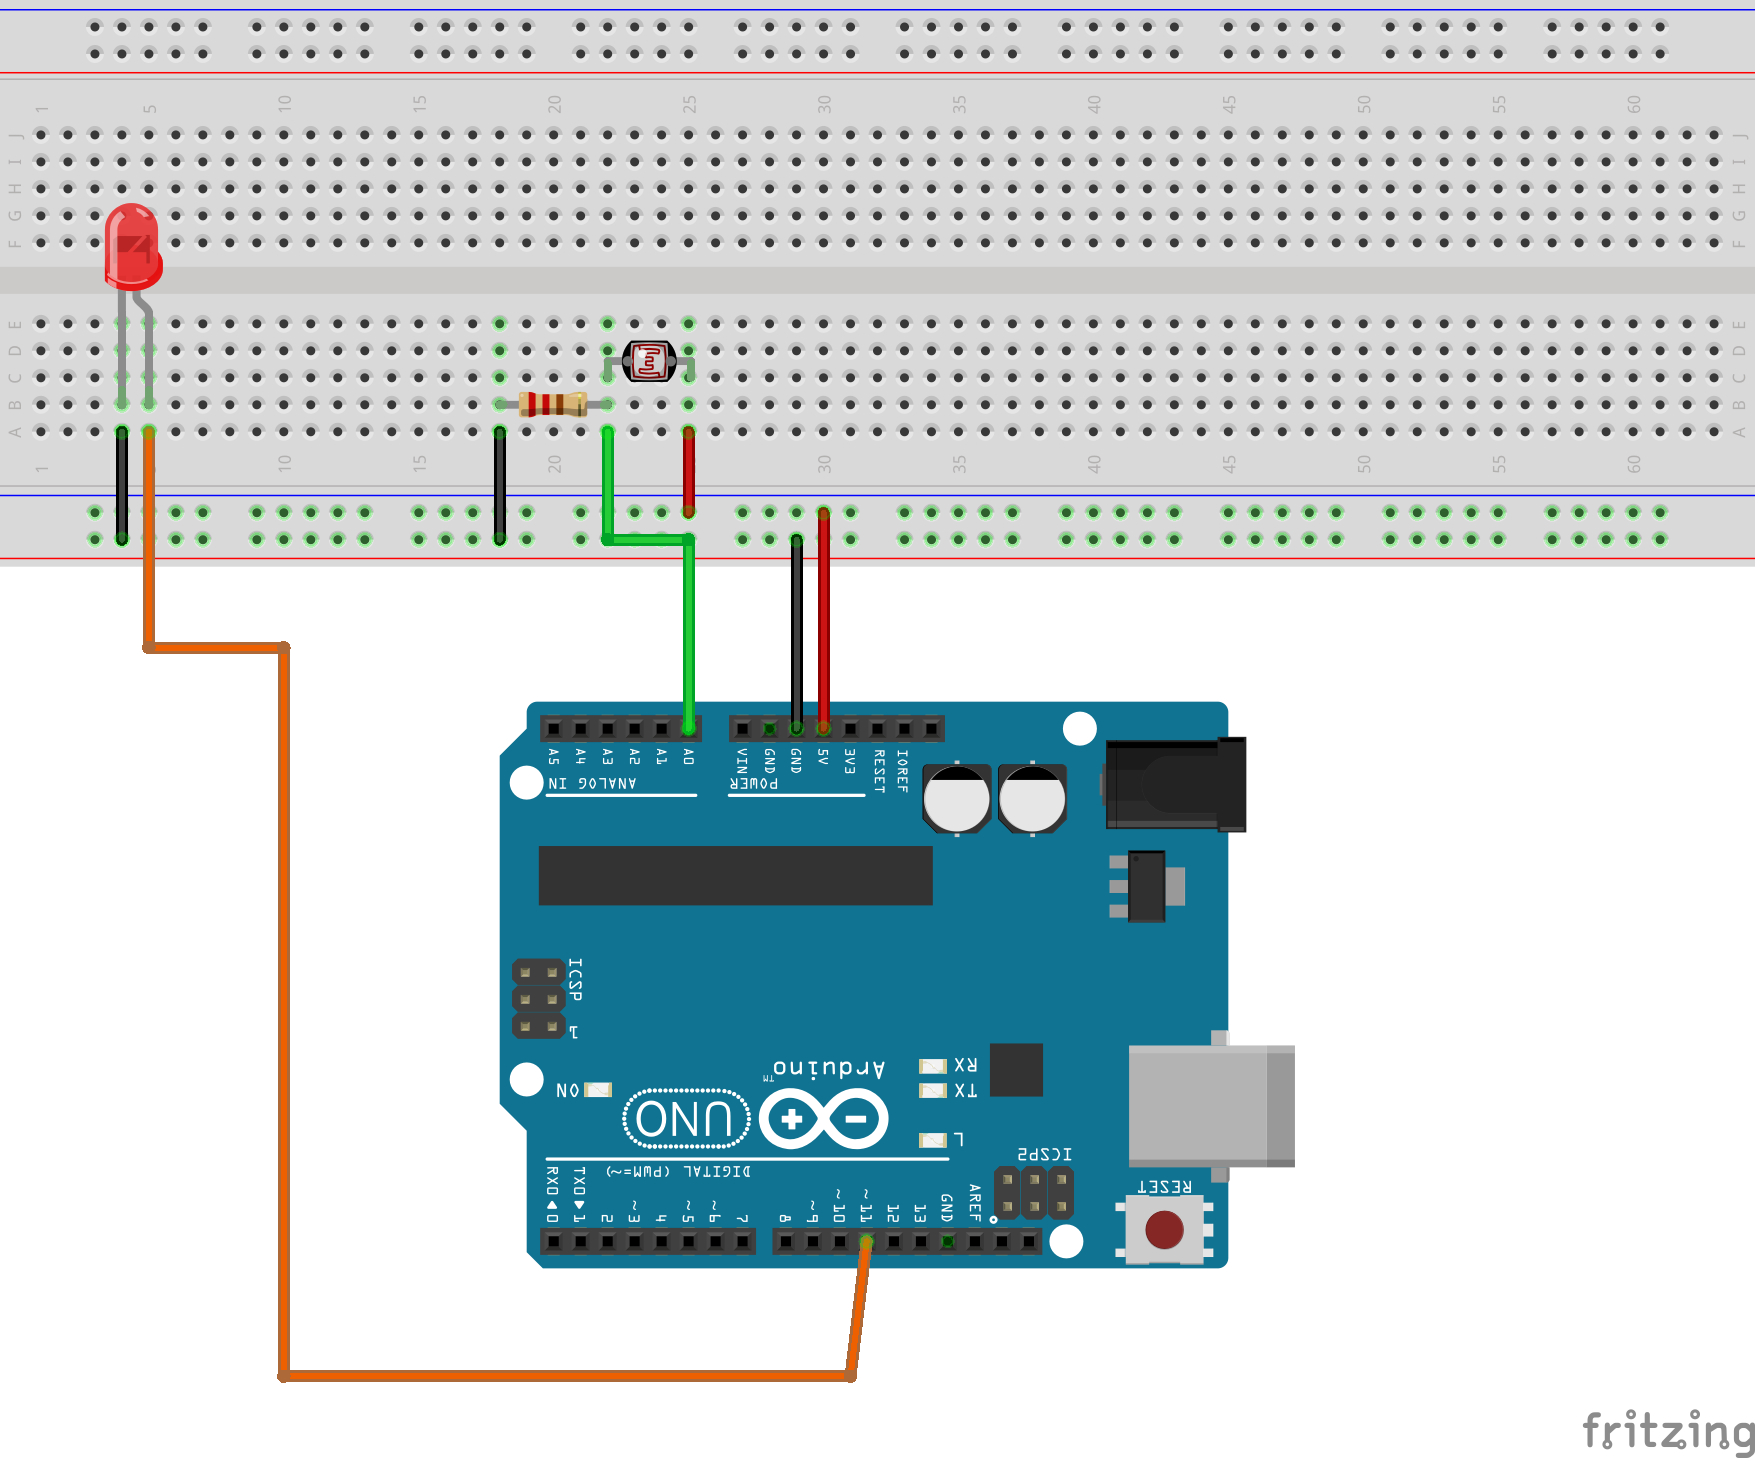 1 5 10 15 20 25 30 35 40 45 50 55 60
J J
I I
H H
G G
F F
E E
D D
C C
B B
A A
1 10 15 20 30 35 40 45 50 55 60
A5 A4 A3 A2 A1 A0 VIN GND GND 5V 3V3 RESET IOREF
ANALOG IN POWER
ICSP
1
Arduino
TM
RX
ON TX
UNO
L
ICSP2
DIGITAL (PWM=~)
RESET
RX0 0 TX0 1 2 ~3 4 ~5 ~6 7 8 ~9 ~10 ~11 12 13 GND AREF
fritzing